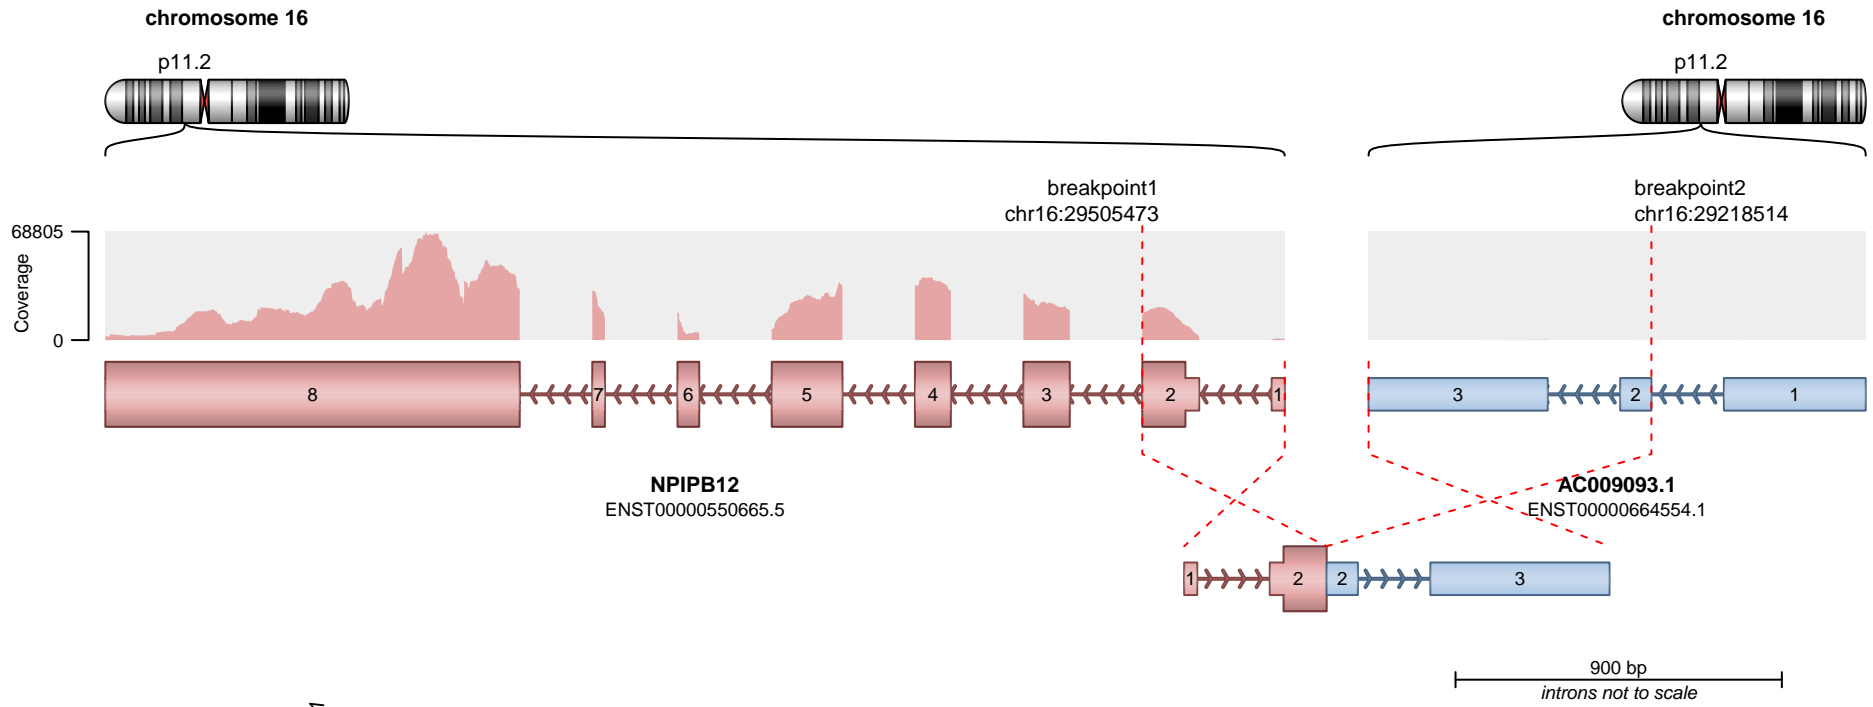 chromosome 16
chromosome 16
p11.2
p11.2
breakpoint1
chr16:29505473
breakpoint2
chr16:29218514
68805
Coverage
0
8
7
6
5
4
3
2
1
3
2
1
NPIPB12
ENST00000550665.5
AC009093.1
ENST00000664554.1
1
2
2
3
900 bp
introns not to scale